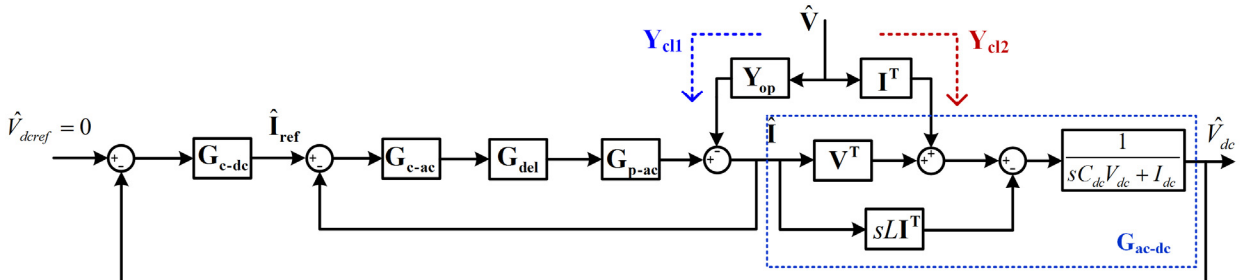 V̂
Y_cl1
Y_cl2
Y_op
I^T
V̂_dcref = 0
Î_ref
Î
V̂_dc
+ -
G_c-dc
+ -
G_c-ac
G_del
G_p-ac
- -
V^T
+ +
+ -
1 / (sC_dc V_dc + I_dc)
sLI^T
G_ac-dc